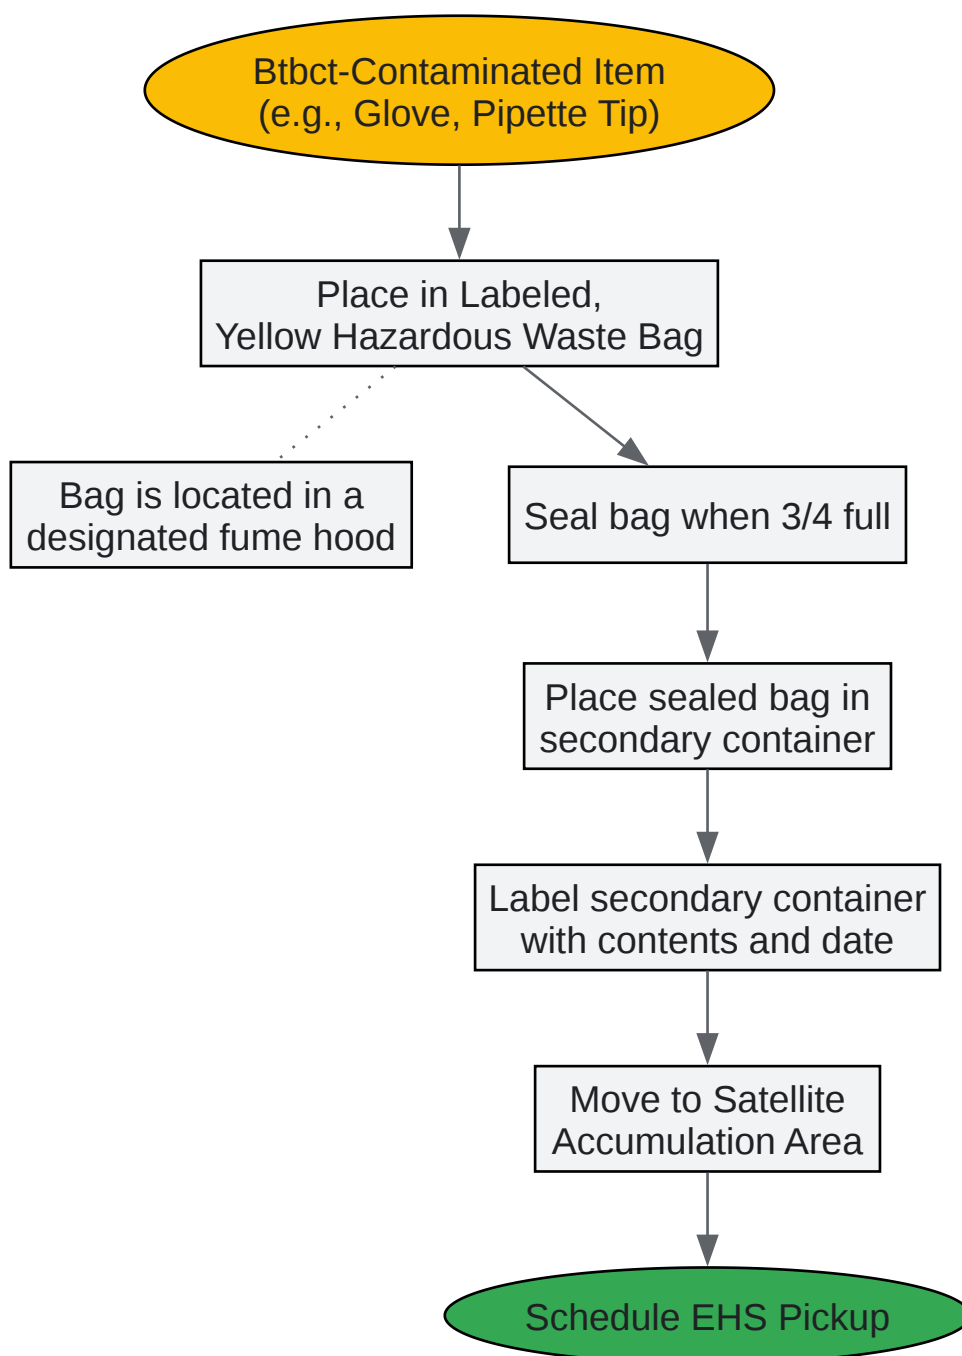 Btbct-Contaminated Item
(e.g., Glove, Pipette Tip)
Place in Labeled,
Yellow Hazardous Waste Bag
Bag is located in a
designated fume hood
Seal bag when 3/4 full
Place sealed bag in
secondary container
Label secondary container
with contents and date
Move to Satellite
Accumulation Area
Schedule EHS Pickup